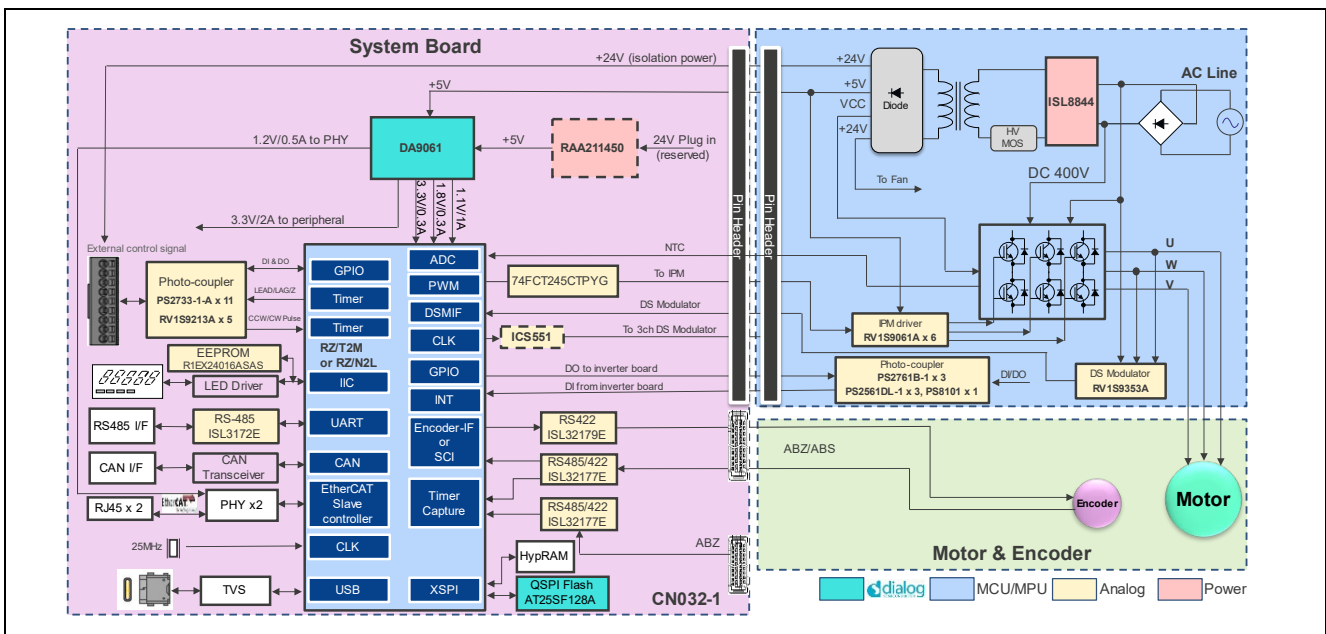 System Board
+24V (isolation power)
+5V
1.2V/0.5A to PHY
DA9061
+5V
RAA211450
24V Plug in
(reserved)
3.3V/0.3A
1.8V/0.3A
1.1V/1A
3.3V/2A to peripheral
External control signal
Photo-coupler
PS2733-1-A x 11
RV1S9213A x 5
DI & DO
LEAD/LAG/Z
CCW/CW Pulse
GPIO
Timer
Timer
RZ/T2M
or RZ/N2L
IIC
UART
CAN
EtherCAT
Slave
controller
CLK
USB
ADC
PWM
DSMIF
CLK
GPIO
INT
Encoder-IF
or
SCI
Timer
Capture
XSPI
EEPROM
R1EX24016ASAS
LED Driver
RS485 I/F
RS-485
ISL3172E
CAN I/F
CAN
Transceiver
RJ45 x 2
EtherCAT
PHY x2
25MHz
TVS
NTC
74FCT245CTPYG
To IPM
ICS551
To 3ch DS Modulator
DO to inverter board
DI from inverter board
RS422
ISL32179E
RS485/422
ISL32177E
RS485/422
ISL32177E
ABZ
HypRAM
QSPI Flash
AT25SF128A
CN032-1
Pin Header
Pin Header
+24V
+5V
VCC
+24V
Diode
To Fan
ISL8844
HV
MOS
AC Line
DC 400V
U
W
V
IPM driver
RV1S9061A x 6
Photo-coupler
PS2761B-1 x 3
PS2561DL-1 x 3, PS8101 x 1
DI/DO
DS Modulator
RV1S9353A
ABZ/ABS
Encoder
Motor
Motor & Encoder
dialog
MCU/MPU
Analog
Power